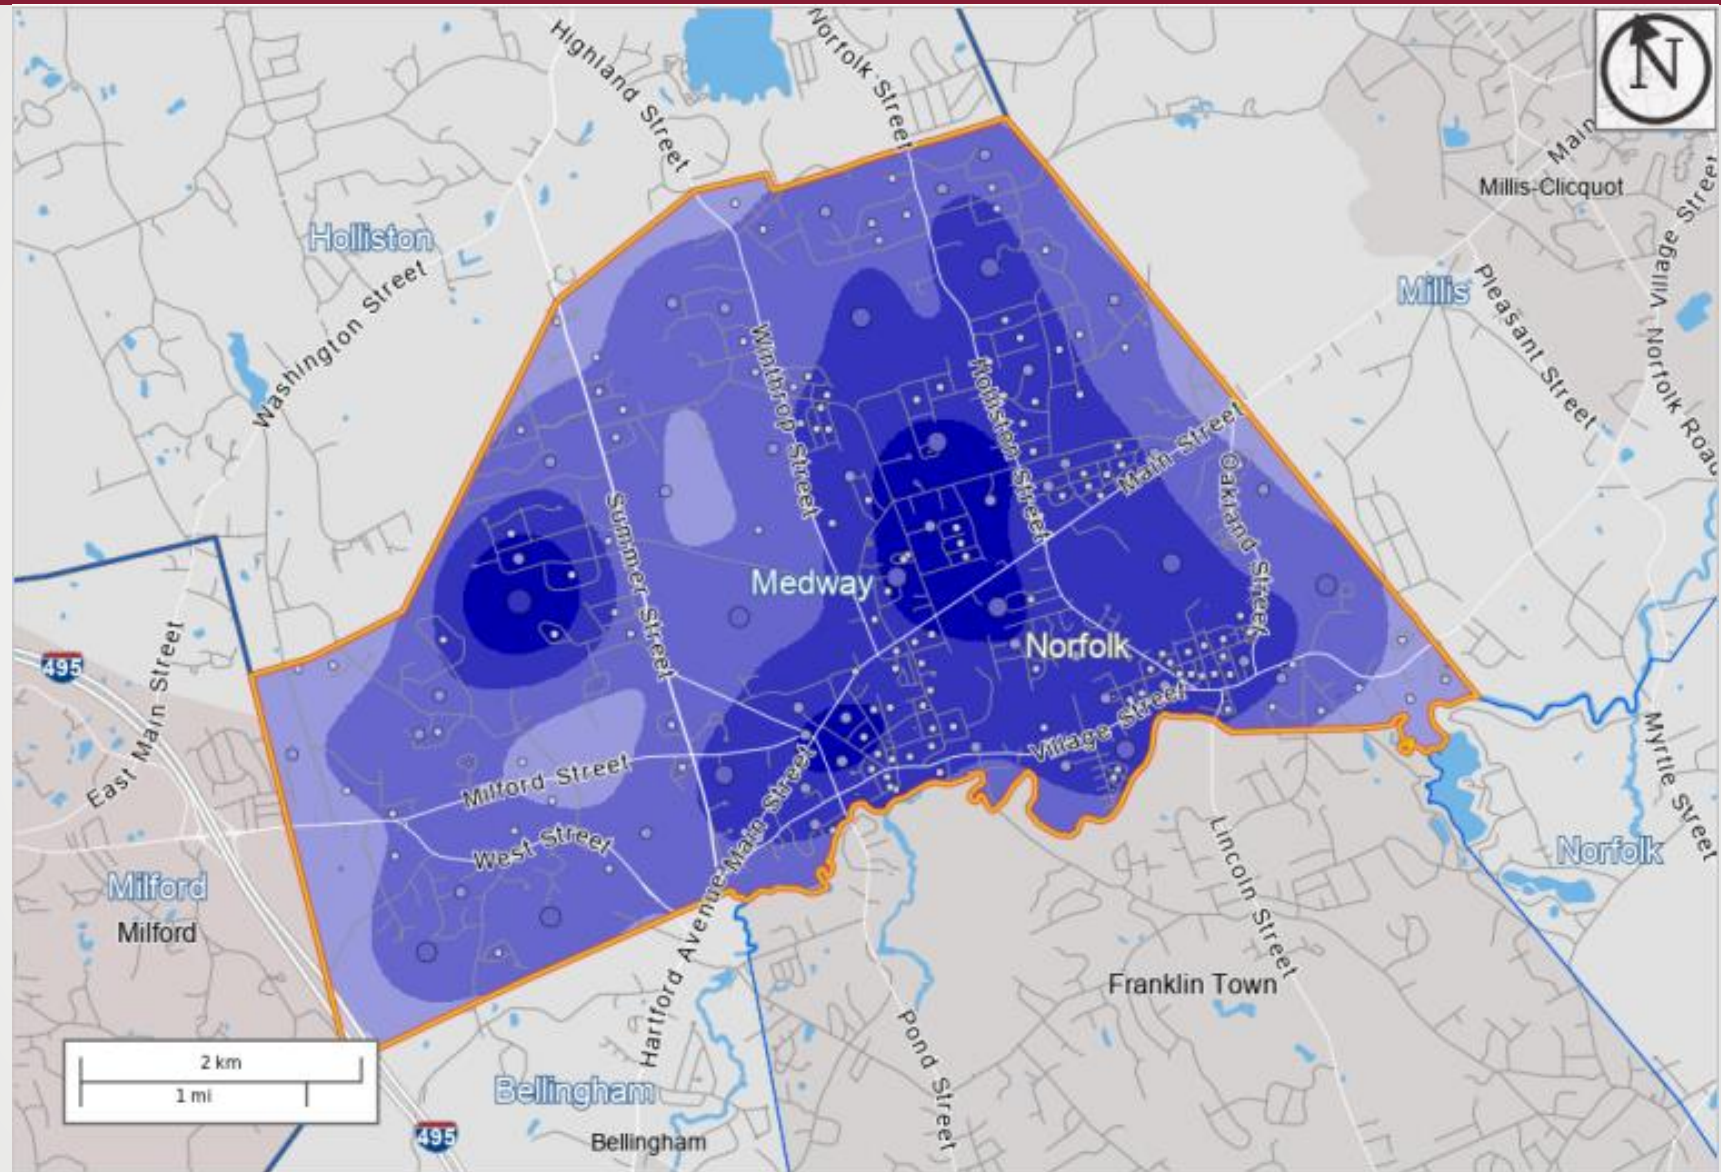 Highland Street
Norfolk Street
N
Main
Millis-Clicquot
Village Street
Holliston
Washington Street
Millis
Pleasant Street
Norfolk Road
Winthrop Street
Holliston Street
Main Street
Oakland Street
Summer Street
Medway
Norfolk
495
East Main Street
Village Street
Milford Street
Main Street
West Street
Myrtle Street
Norfolk
Lincoln Street
Milford
Milford
Hartford Avenue
Franklin Town
Pond Street
2 km
1 mi
Bellingham
495
Bellingham